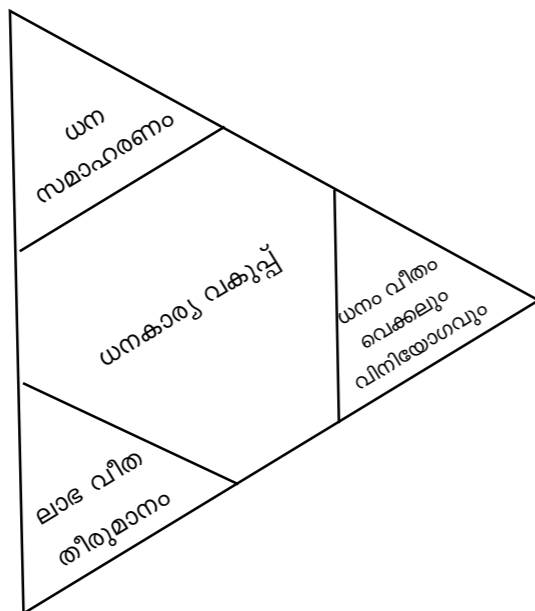 ധന
സമാഹരണം
ധനകാര്യ വകുപ്പ്
ധനം വീതം
വെക്കലും
വിനിയോഗവും
ലാഭ വീത
തീരുമാനം